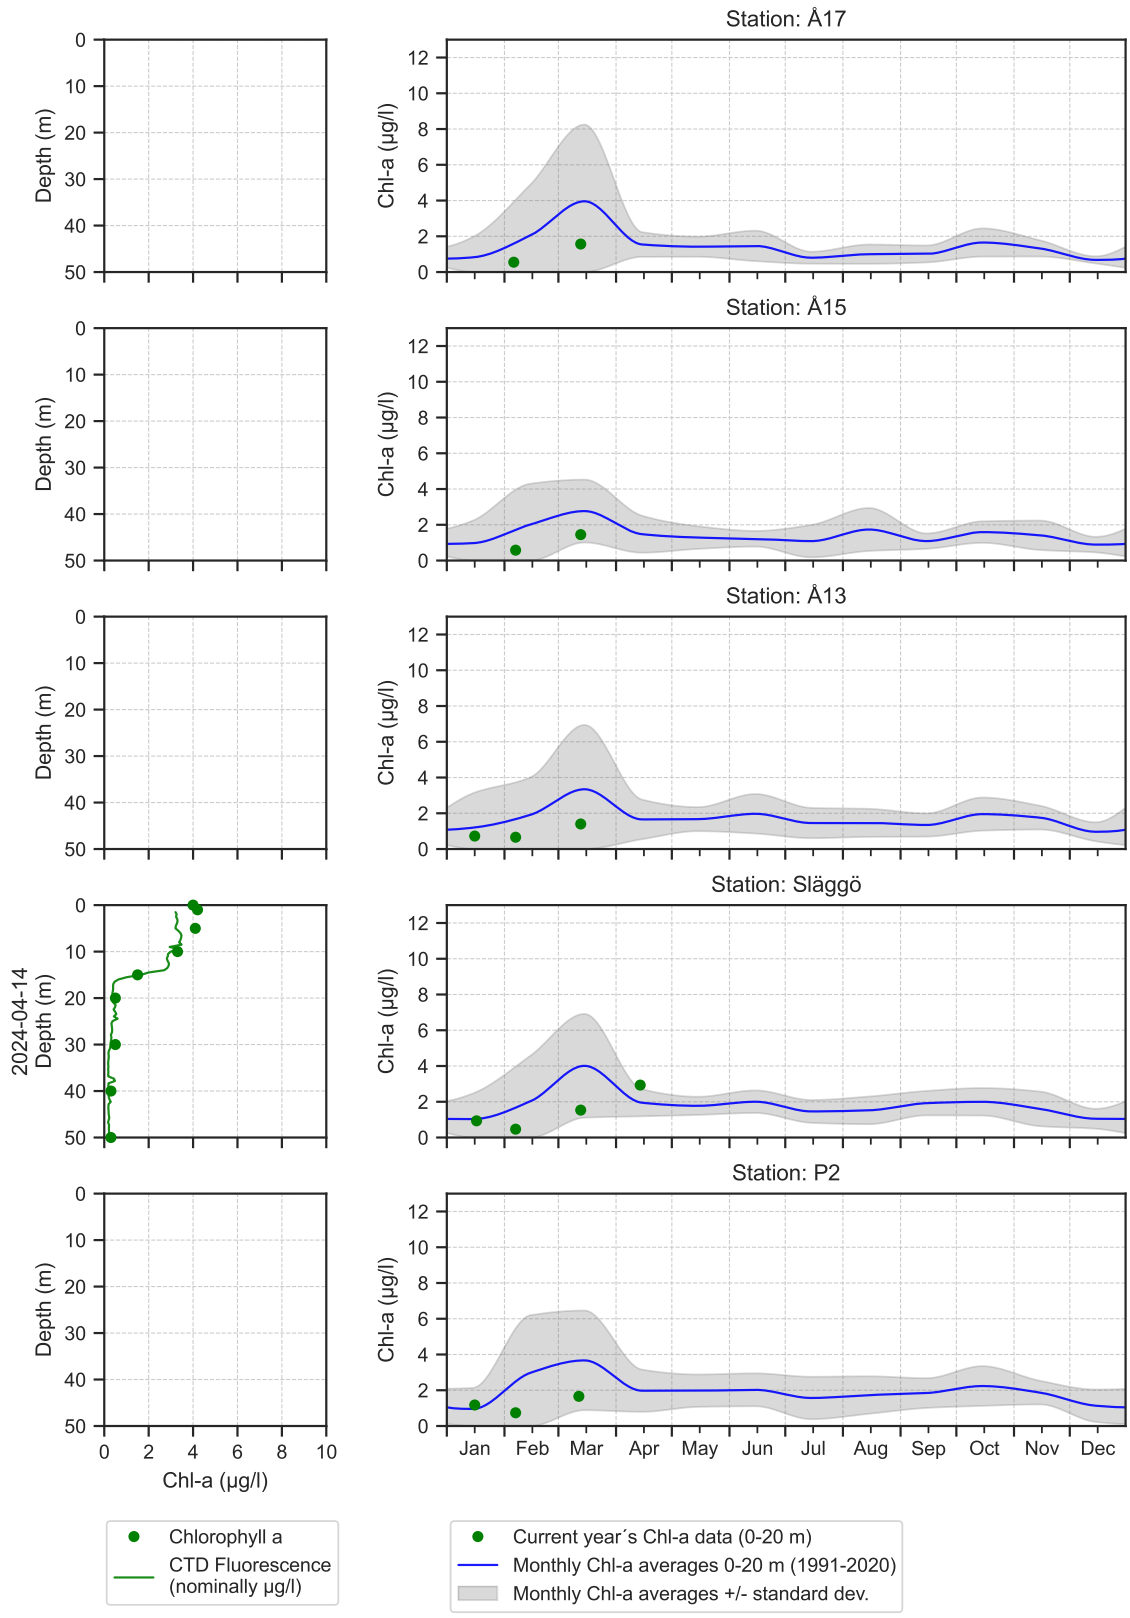 Station: Å17
0
10
20
30
40
50
Depth (m)
12
10
8
6
4
2
0
Chl-a (µg/l)
Station: Å15
0
10
20
30
40
50
Depth (m)
12
10
8
6
4
2
0
Chl-a (µg/l)
Station: Å13
0
10
20
30
40
50
Depth (m)
12
10
8
6
4
2
0
Chl-a (µg/l)
Station: Släggö
0
10
20
30
40
50
2024-04-14
Depth (m)
12
10
8
6
4
2
0
Chl-a (µg/l)
Station: P2
0
10
20
30
40
50
Depth (m)
0 2 4 6 8 10
Chl-a (µg/l)
12
10
8
6
4
2
0
Chl-a (µg/l)
Jan Feb Mar Apr May Jun Jul Aug Sep Oct Nov Dec
Chlorophyll a
CTD Fluorescence
(nominally µg/l)
Current year´s Chl-a data (0-20 m)
Monthly Chl-a averages 0-20 m (1991-2020)
Monthly Chl-a averages +/- standard dev.